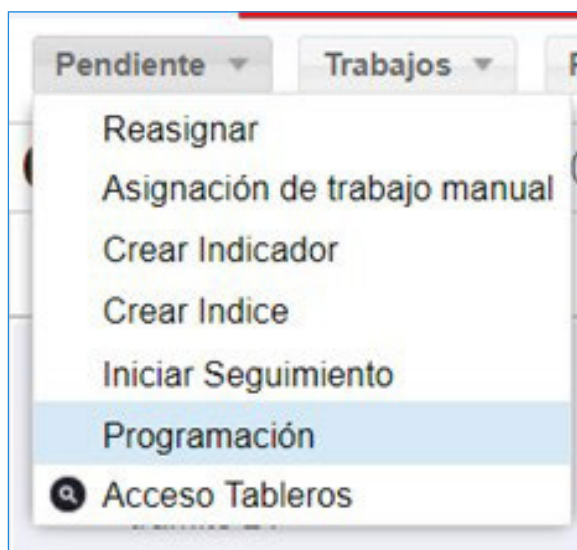 Pendiente Trabajos
Reasignar
Asignación de trabajo manual
Crear Indicador
Crear Indice
Iniciar Seguimiento
Programación
Acceso Tableros